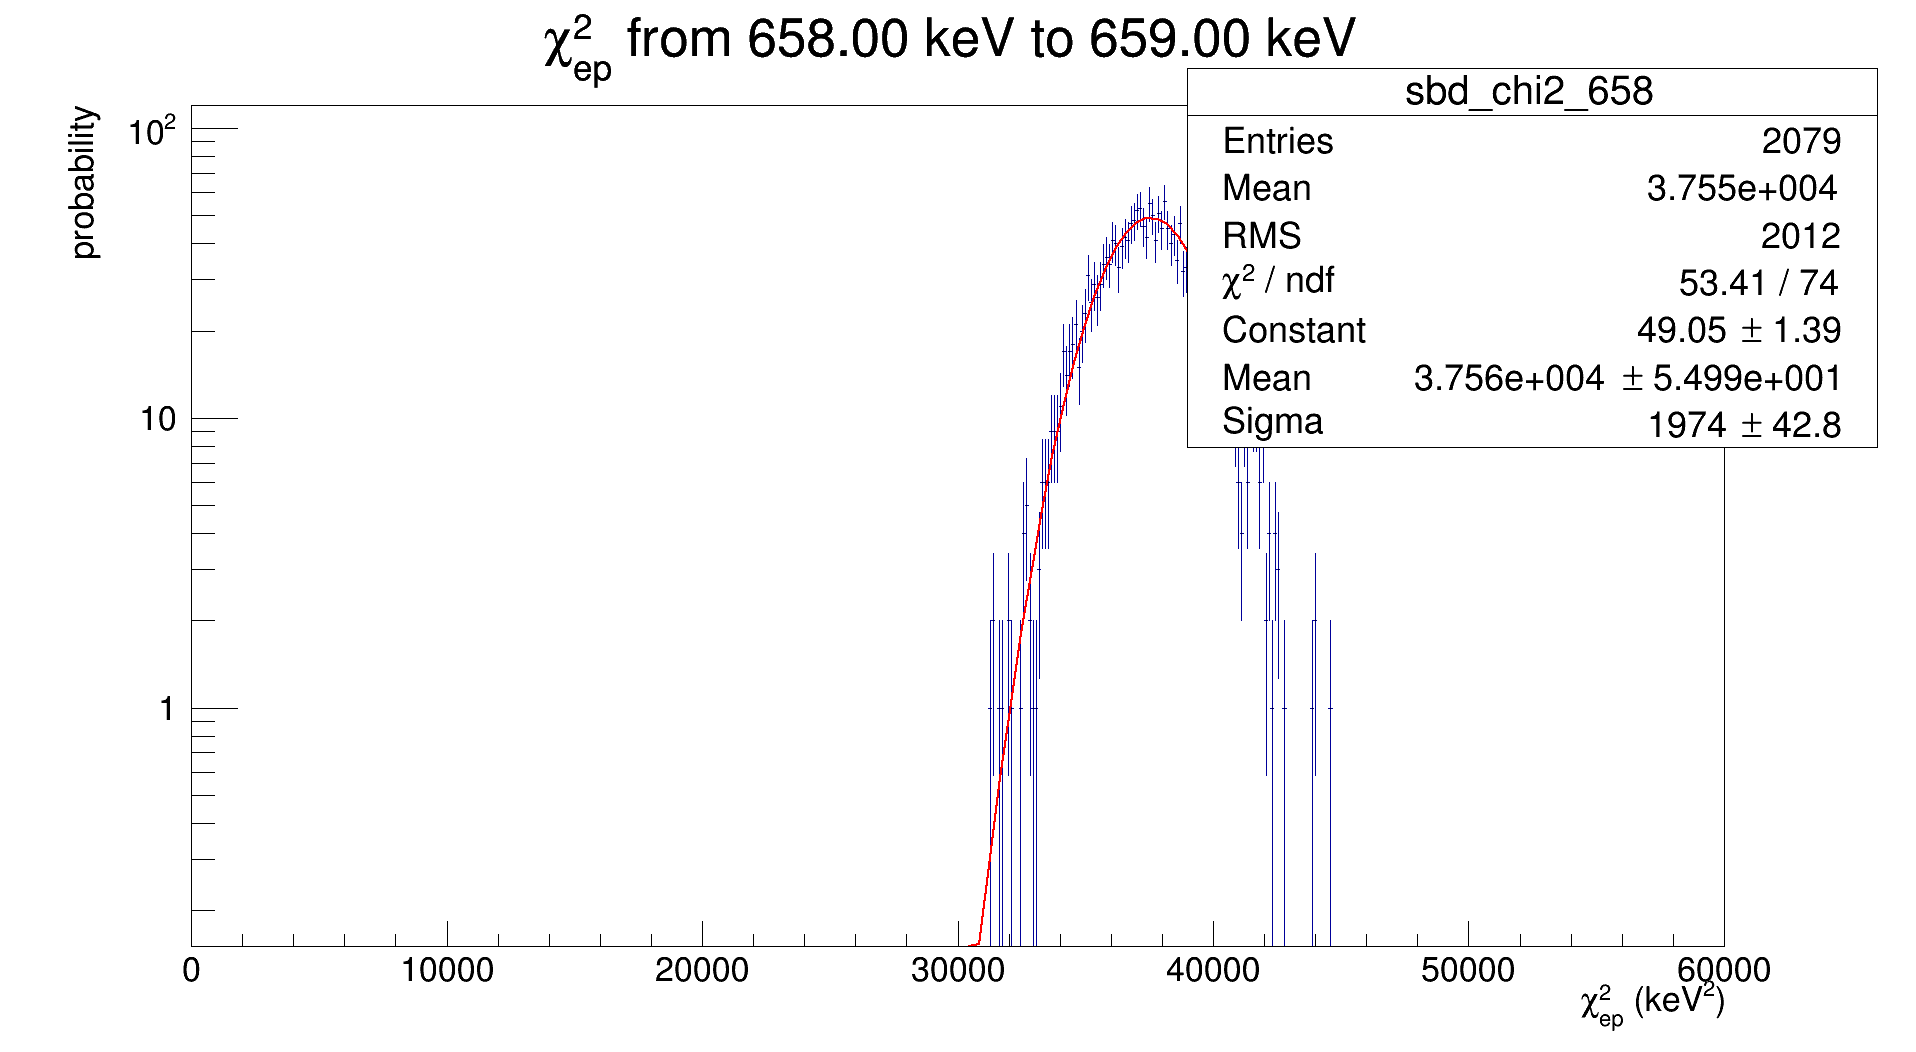 χ²ep from 658.00 keV to 659.00 keV
sbd_chi2_658
Entries 2079
Mean 3.755e+004
RMS 2012
χ² / ndf 53.41 / 74
Constant 49.05 ± 1.39
Mean 3.756e+004 ± 5.499e+001
Sigma 1974 ± 42.8
probability
10²
10
1
0 10000 20000 30000 40000 50000 60000
χ²ep (keV²)